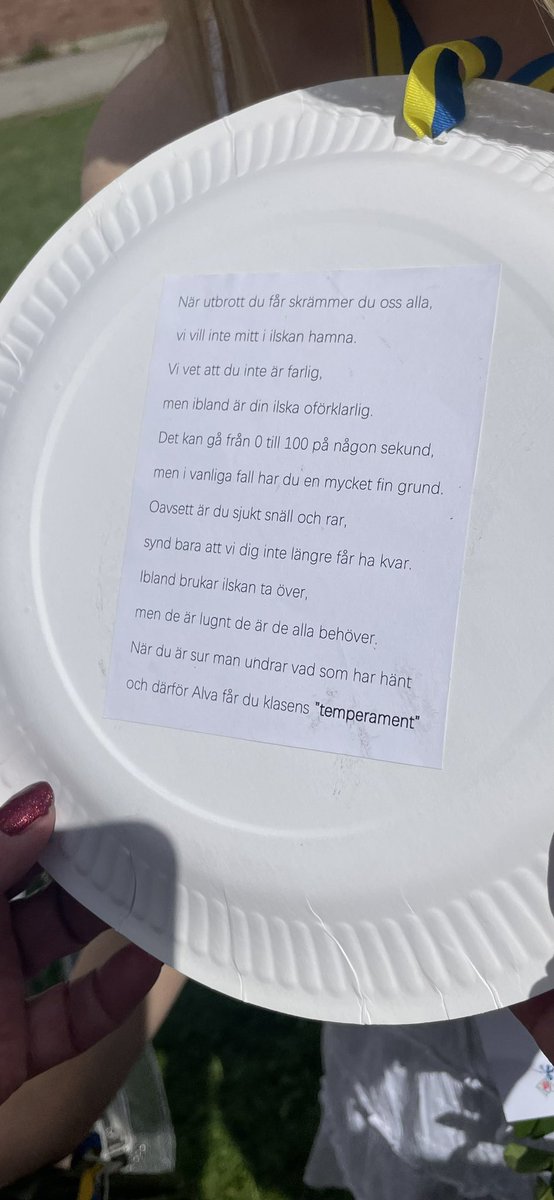 När utbrott du får skrämmer du oss alla,
vi vill inte mitt i ilskan hamna.
Vi vet att du inte är farlig,
men ibland är din ilska oförklarlig.
Det kan gå från 0 till 100 på någon sekund,
men i vanliga fall har du en mycket fin grund.
Oavsett är du sjukt snäll och rar,
synd bara att vi dig inte längre får ha kvar.
Ibland brukar ilskan ta över,
men de är lugnt de är de alla behöver.
När du är sur man undrar vad som har hänt
och därför Alva får du klasens "temperament"